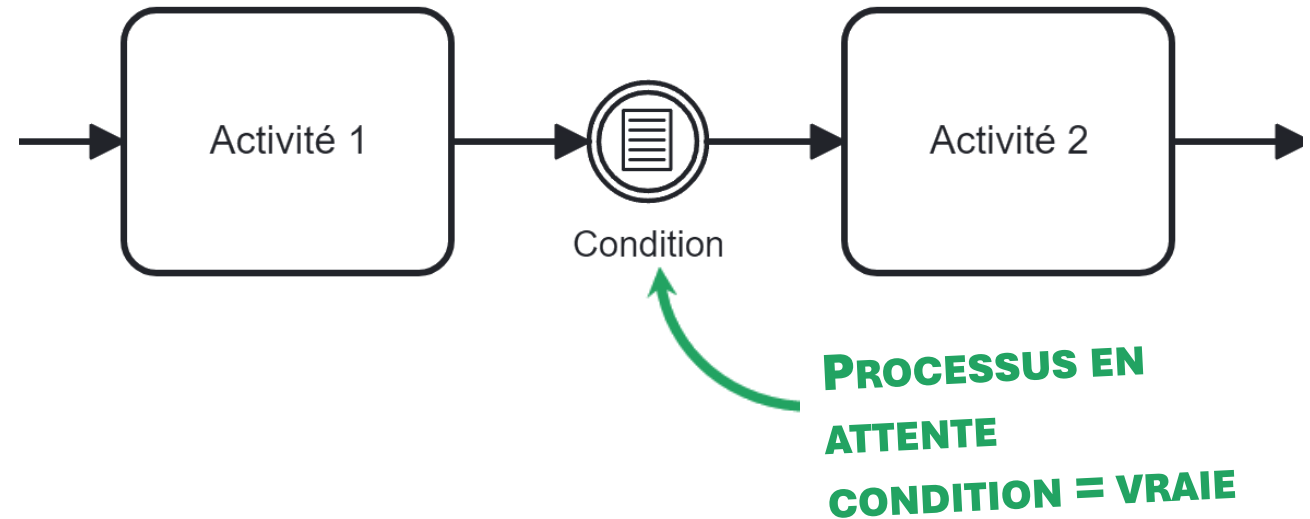 Activité 1
Activité 2
Condition
PROCESSUS EN
ATTENTE
CONDITION = VRAIE